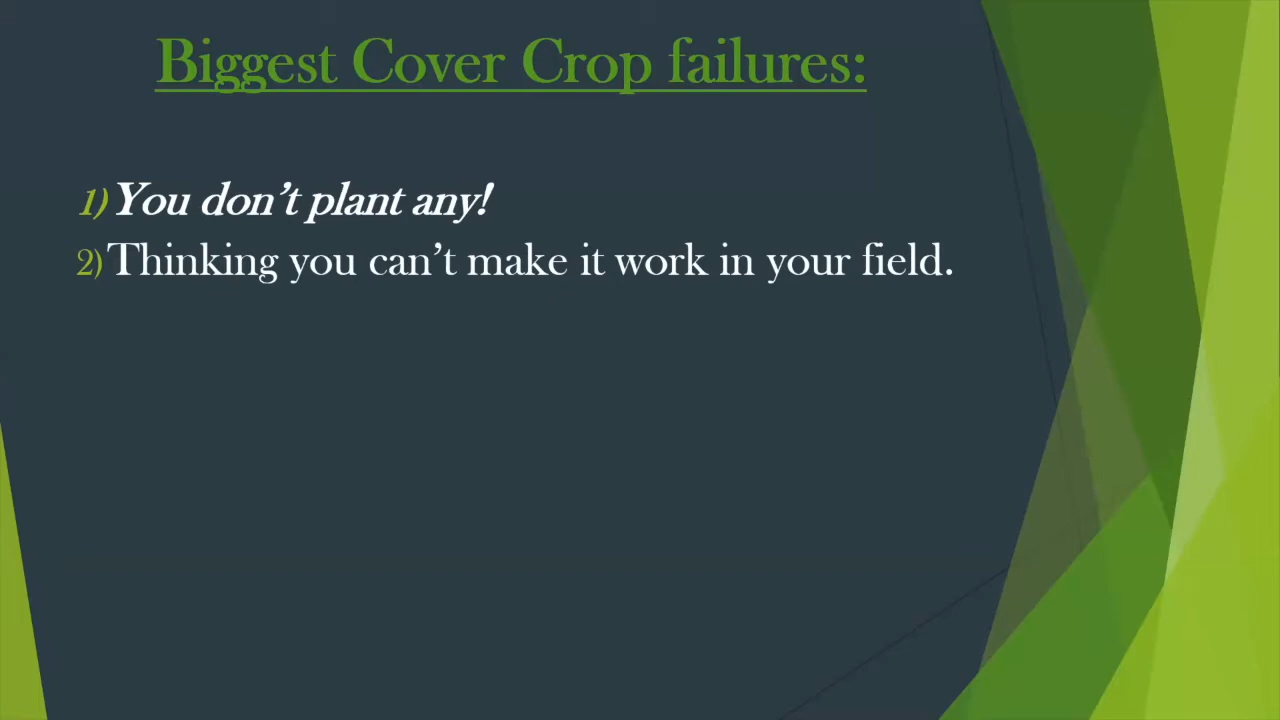 Biggest Cover Crop failures:
1) You don’t plant any!
2) Thinking you can’t make it work in your field.